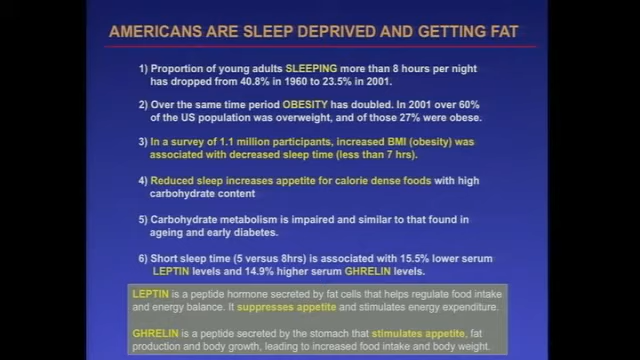 AMERICANS ARE SLEEP DEPRIVED AND GETTING FAT
1) Proportion of young adults SLEEPING more than 8 hours per night
has dropped from 40.8% in 1960 to 23.5% in 2001.
2) Over the same time period OBESITY has doubled. In 2001 over 60%
of the US population was overweight, and of those 27% were obese.
3) In a survey of 1.1 million participants, increased BMI (obesity) was
associated with decreased sleep time (less than 7 hrs).
4) Reduced sleep increases appetite for calorie dense foods with high
carbohydrate content
5) Carbohydrate metabolism is impaired and similar to that found in
ageing and early diabetes.
6) Short sleep time (5 versus 8hrs) is associated with 15.5% lower serum
LEPTIN levels and 14.9% higher serum GHRELIN levels.
LEPTIN is a peptide hormone secreted by fat cells that helps regulate food intake
and energy balance. It suppresses appetite and stimulates energy expenditure.
GHRELIN is a peptide secreted by the stomach that stimulates appetite, fat
production and body growth, leading to increased food intake and body weight.